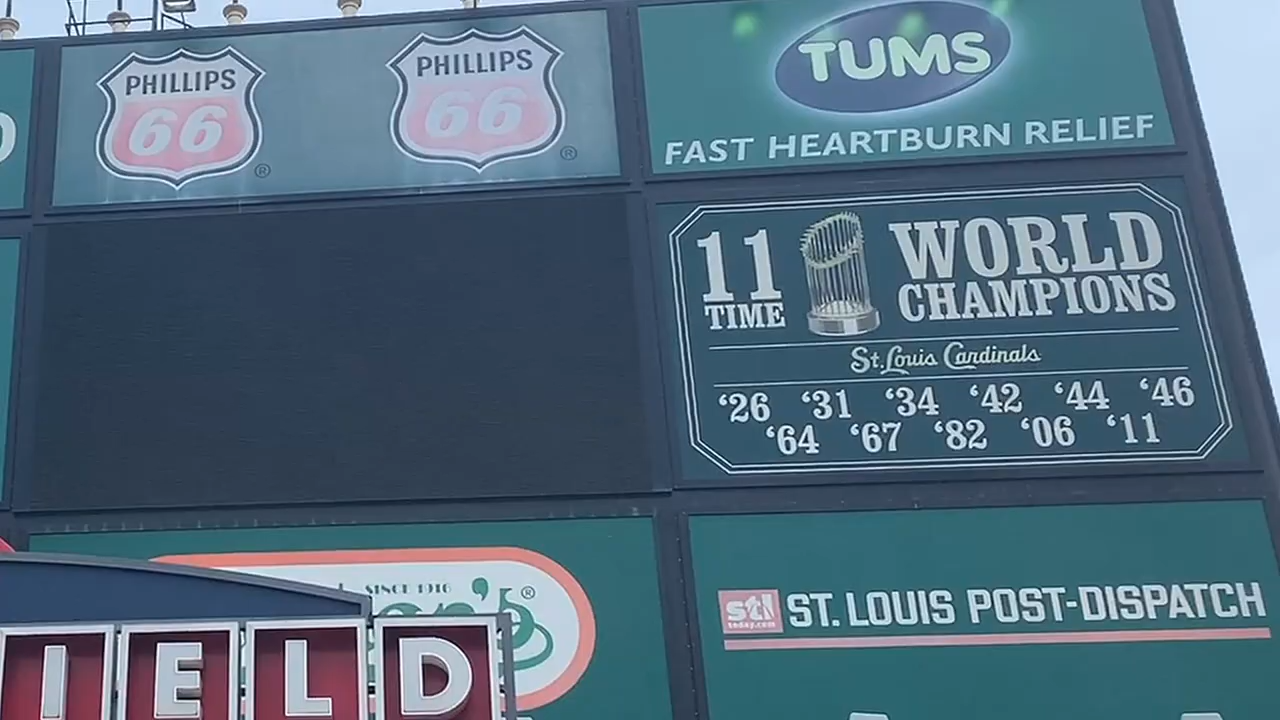 PHILLIPS
66
®
PHILLIPS
66
®
TUMS
FAST HEARTBURN RELIEF
11
TIME
WORLD
CHAMPIONS
St. Louis Cardinals
‘26 ‘31 ‘34 ‘42 ‘44 ‘46
‘64 ‘67 ‘82 ‘06 ‘11
SINCE 1916
®
stl
today.com
ST. LOUIS POST-DISPATCH
IELD